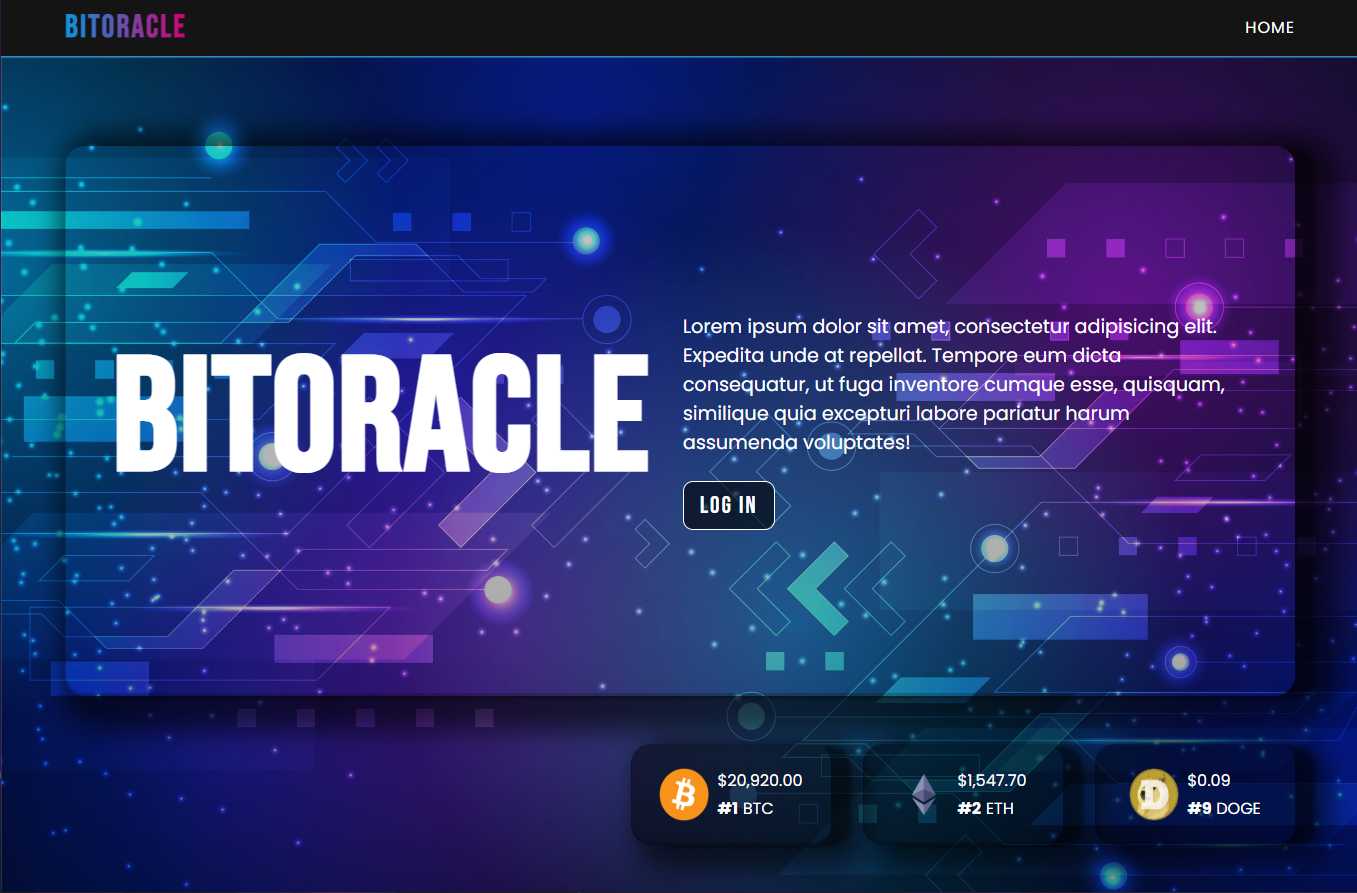 BITORACLE
HOME
BITORACLE
Lorem ipsum dolor sit amet, consectetur adipisicing elit.
Expedita unde at repellat. Tempore eum dicta
consequatur, ut fuga inventore cumque esse, quisquam,
similique quia excepturi labore pariatur harum
assumenda voluptates!
LOG IN
$20,920.00
#1 BTC
$1,547.70
#2 ETH
$0.09
#9 DOGE